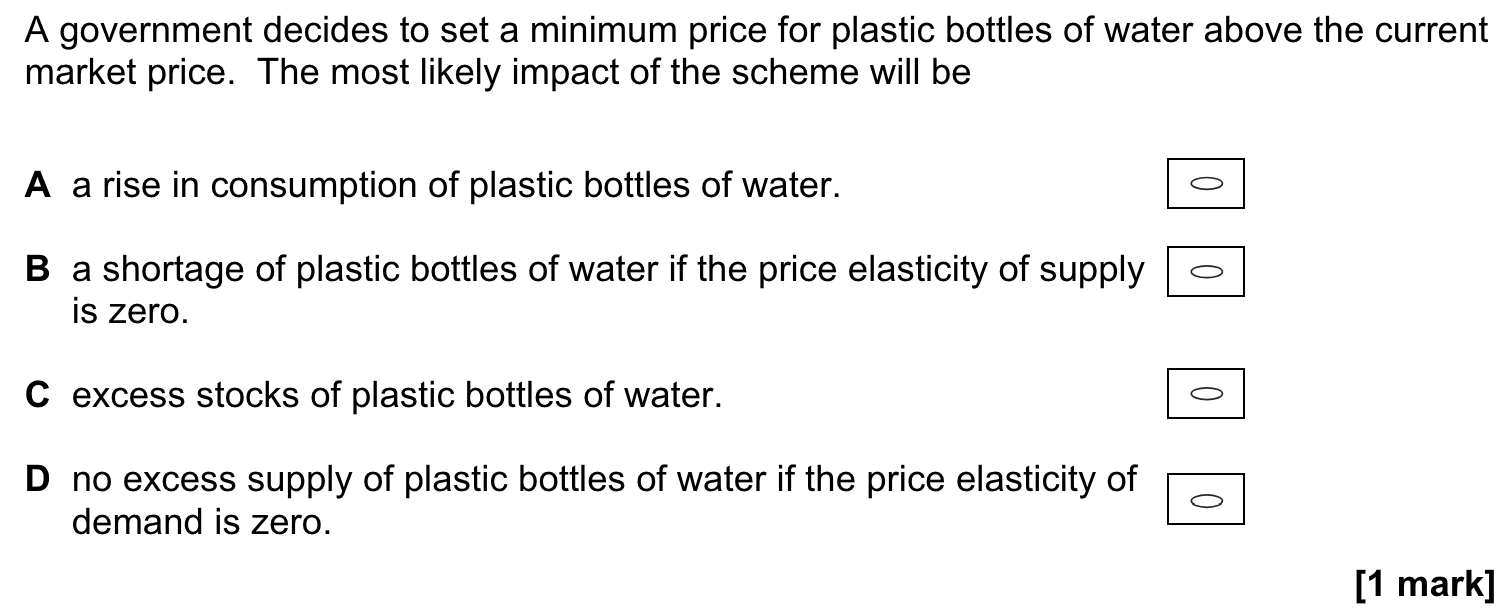 A government decides to set a minimum price for plastic bottles of water above the current
market price.  The most likely impact of the scheme will be
A a rise in consumption of plastic bottles of water.
B a shortage of plastic bottles of water if the price elasticity of supply
is zero.
C excess stocks of plastic bottles of water.
D no excess supply of plastic bottles of water if the price elasticity of
demand is zero.
[1 mark]